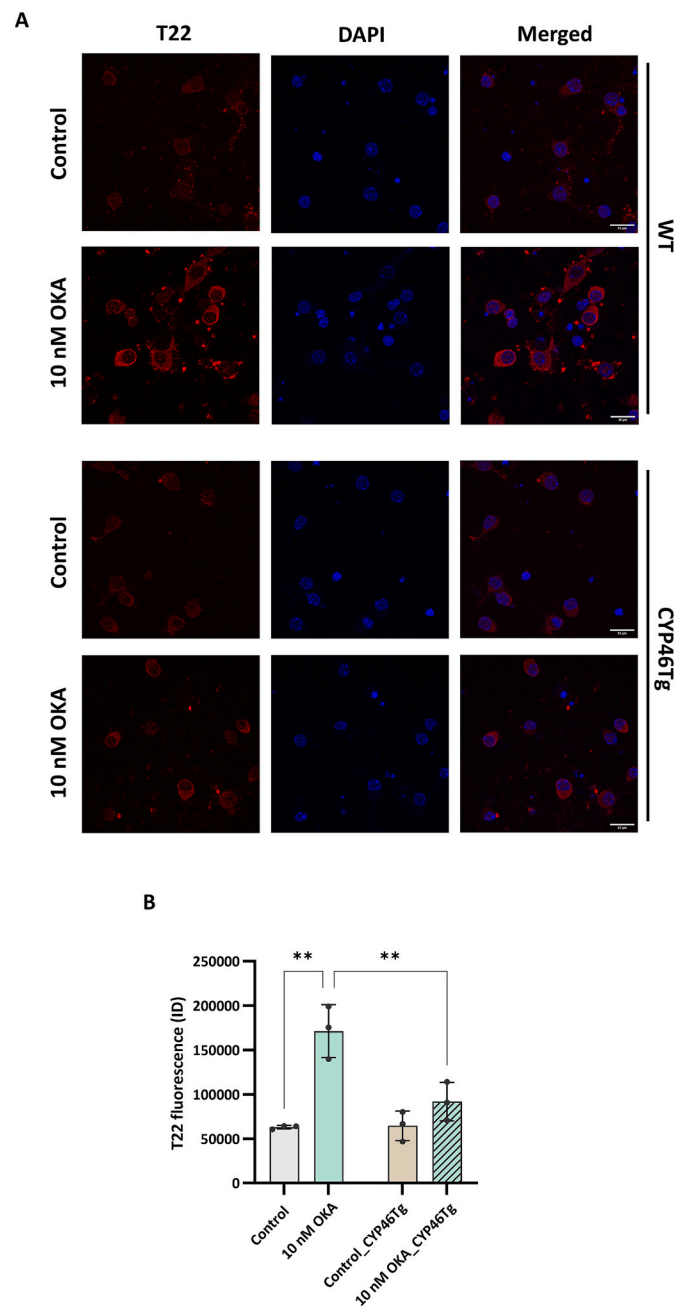 A
T22 DAPI Merged
Control
10 nM OKA
WT
Control
10 nM OKA
CYP46Tg
B
** **
T22 fluorescence (ID)
250000
200000
150000
100000
50000
0
Control
10 nM OKA
Control_CYP46Tg
10 nM OKA_CYP46Tg